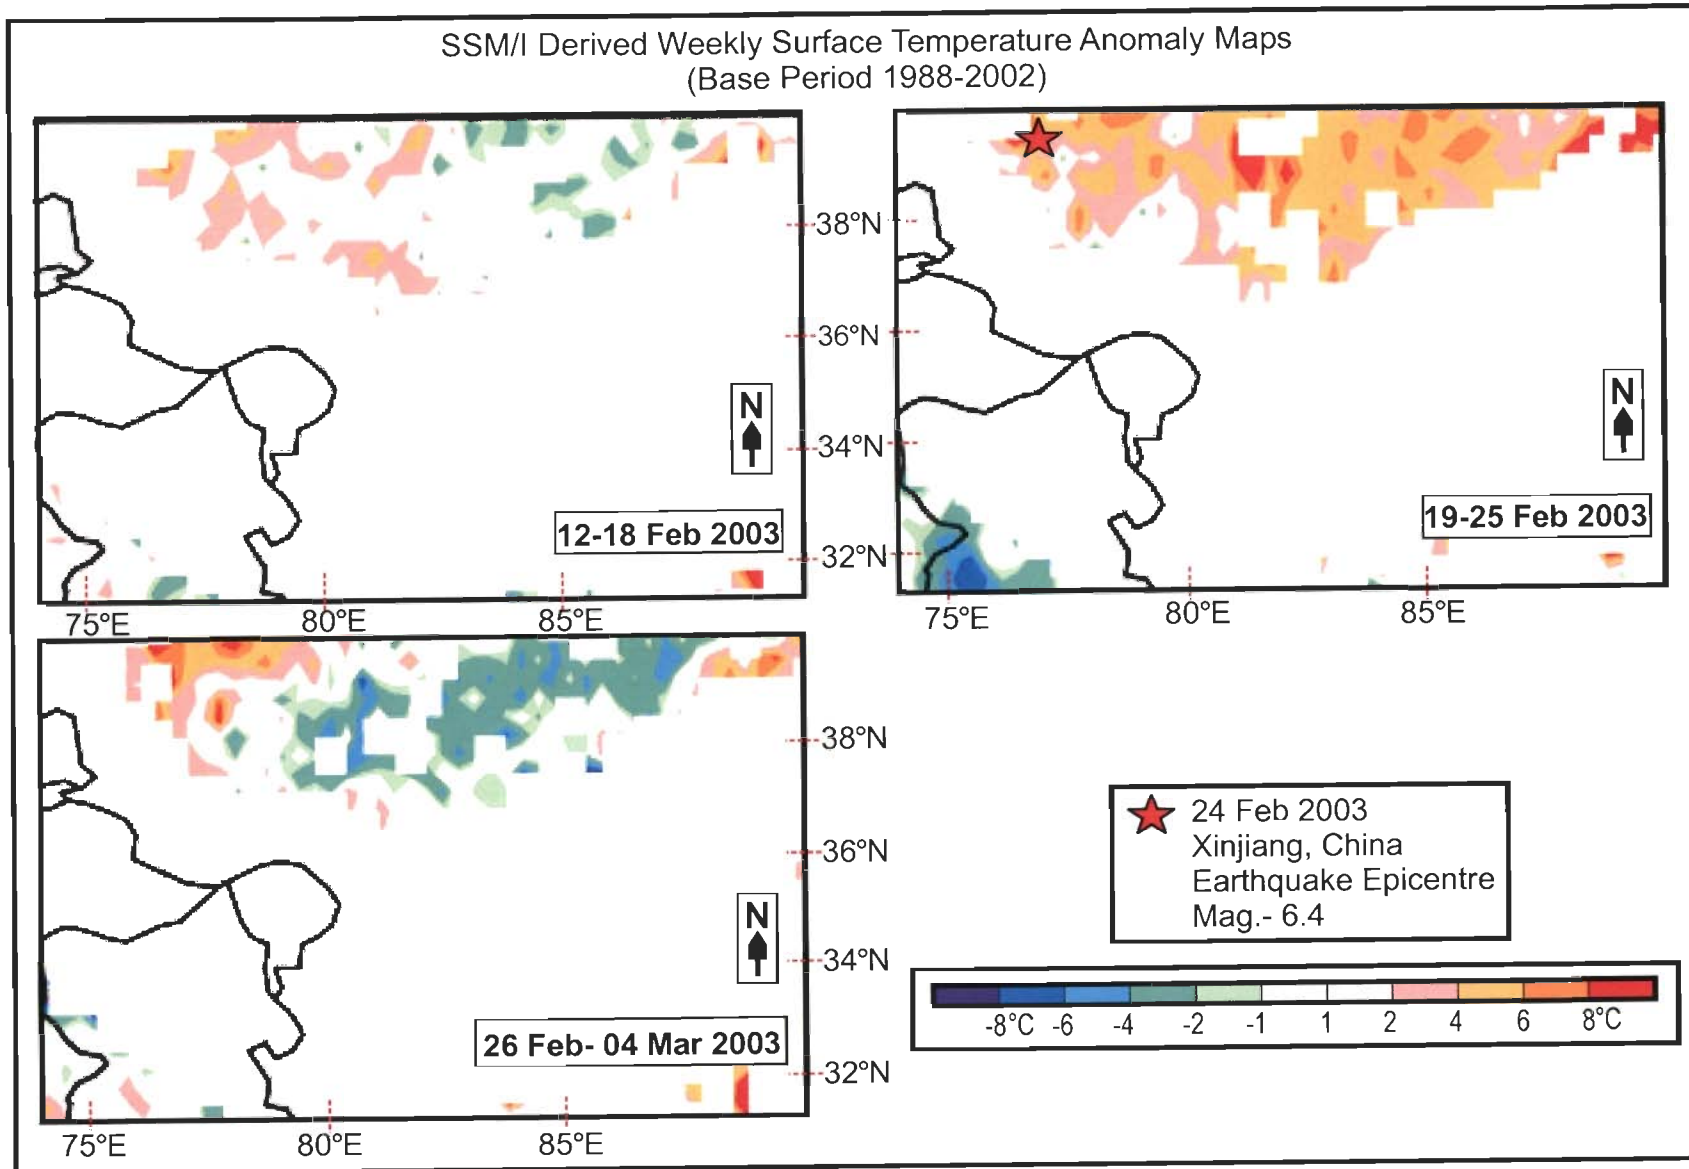 SSM/I Derived Weekly Surface Temperature Anomaly Maps
(Base Period 1988-2002)
38°N
36°N
34°N
32°N
N
12-18 Feb 2003
75°E
80°E
85°E
N
19-25 Feb 2003
75°E
80°E
85°E
38°N
36°N
34°N
32°N
N
26 Feb- 04 Mar 2003
75°E
80°E
85°E
24 Feb 2003
Xinjiang, China
Earthquake Epicentre
Mag.- 6.4
-8°C -6 -4 -2 -1 1 2 4 6 8°C